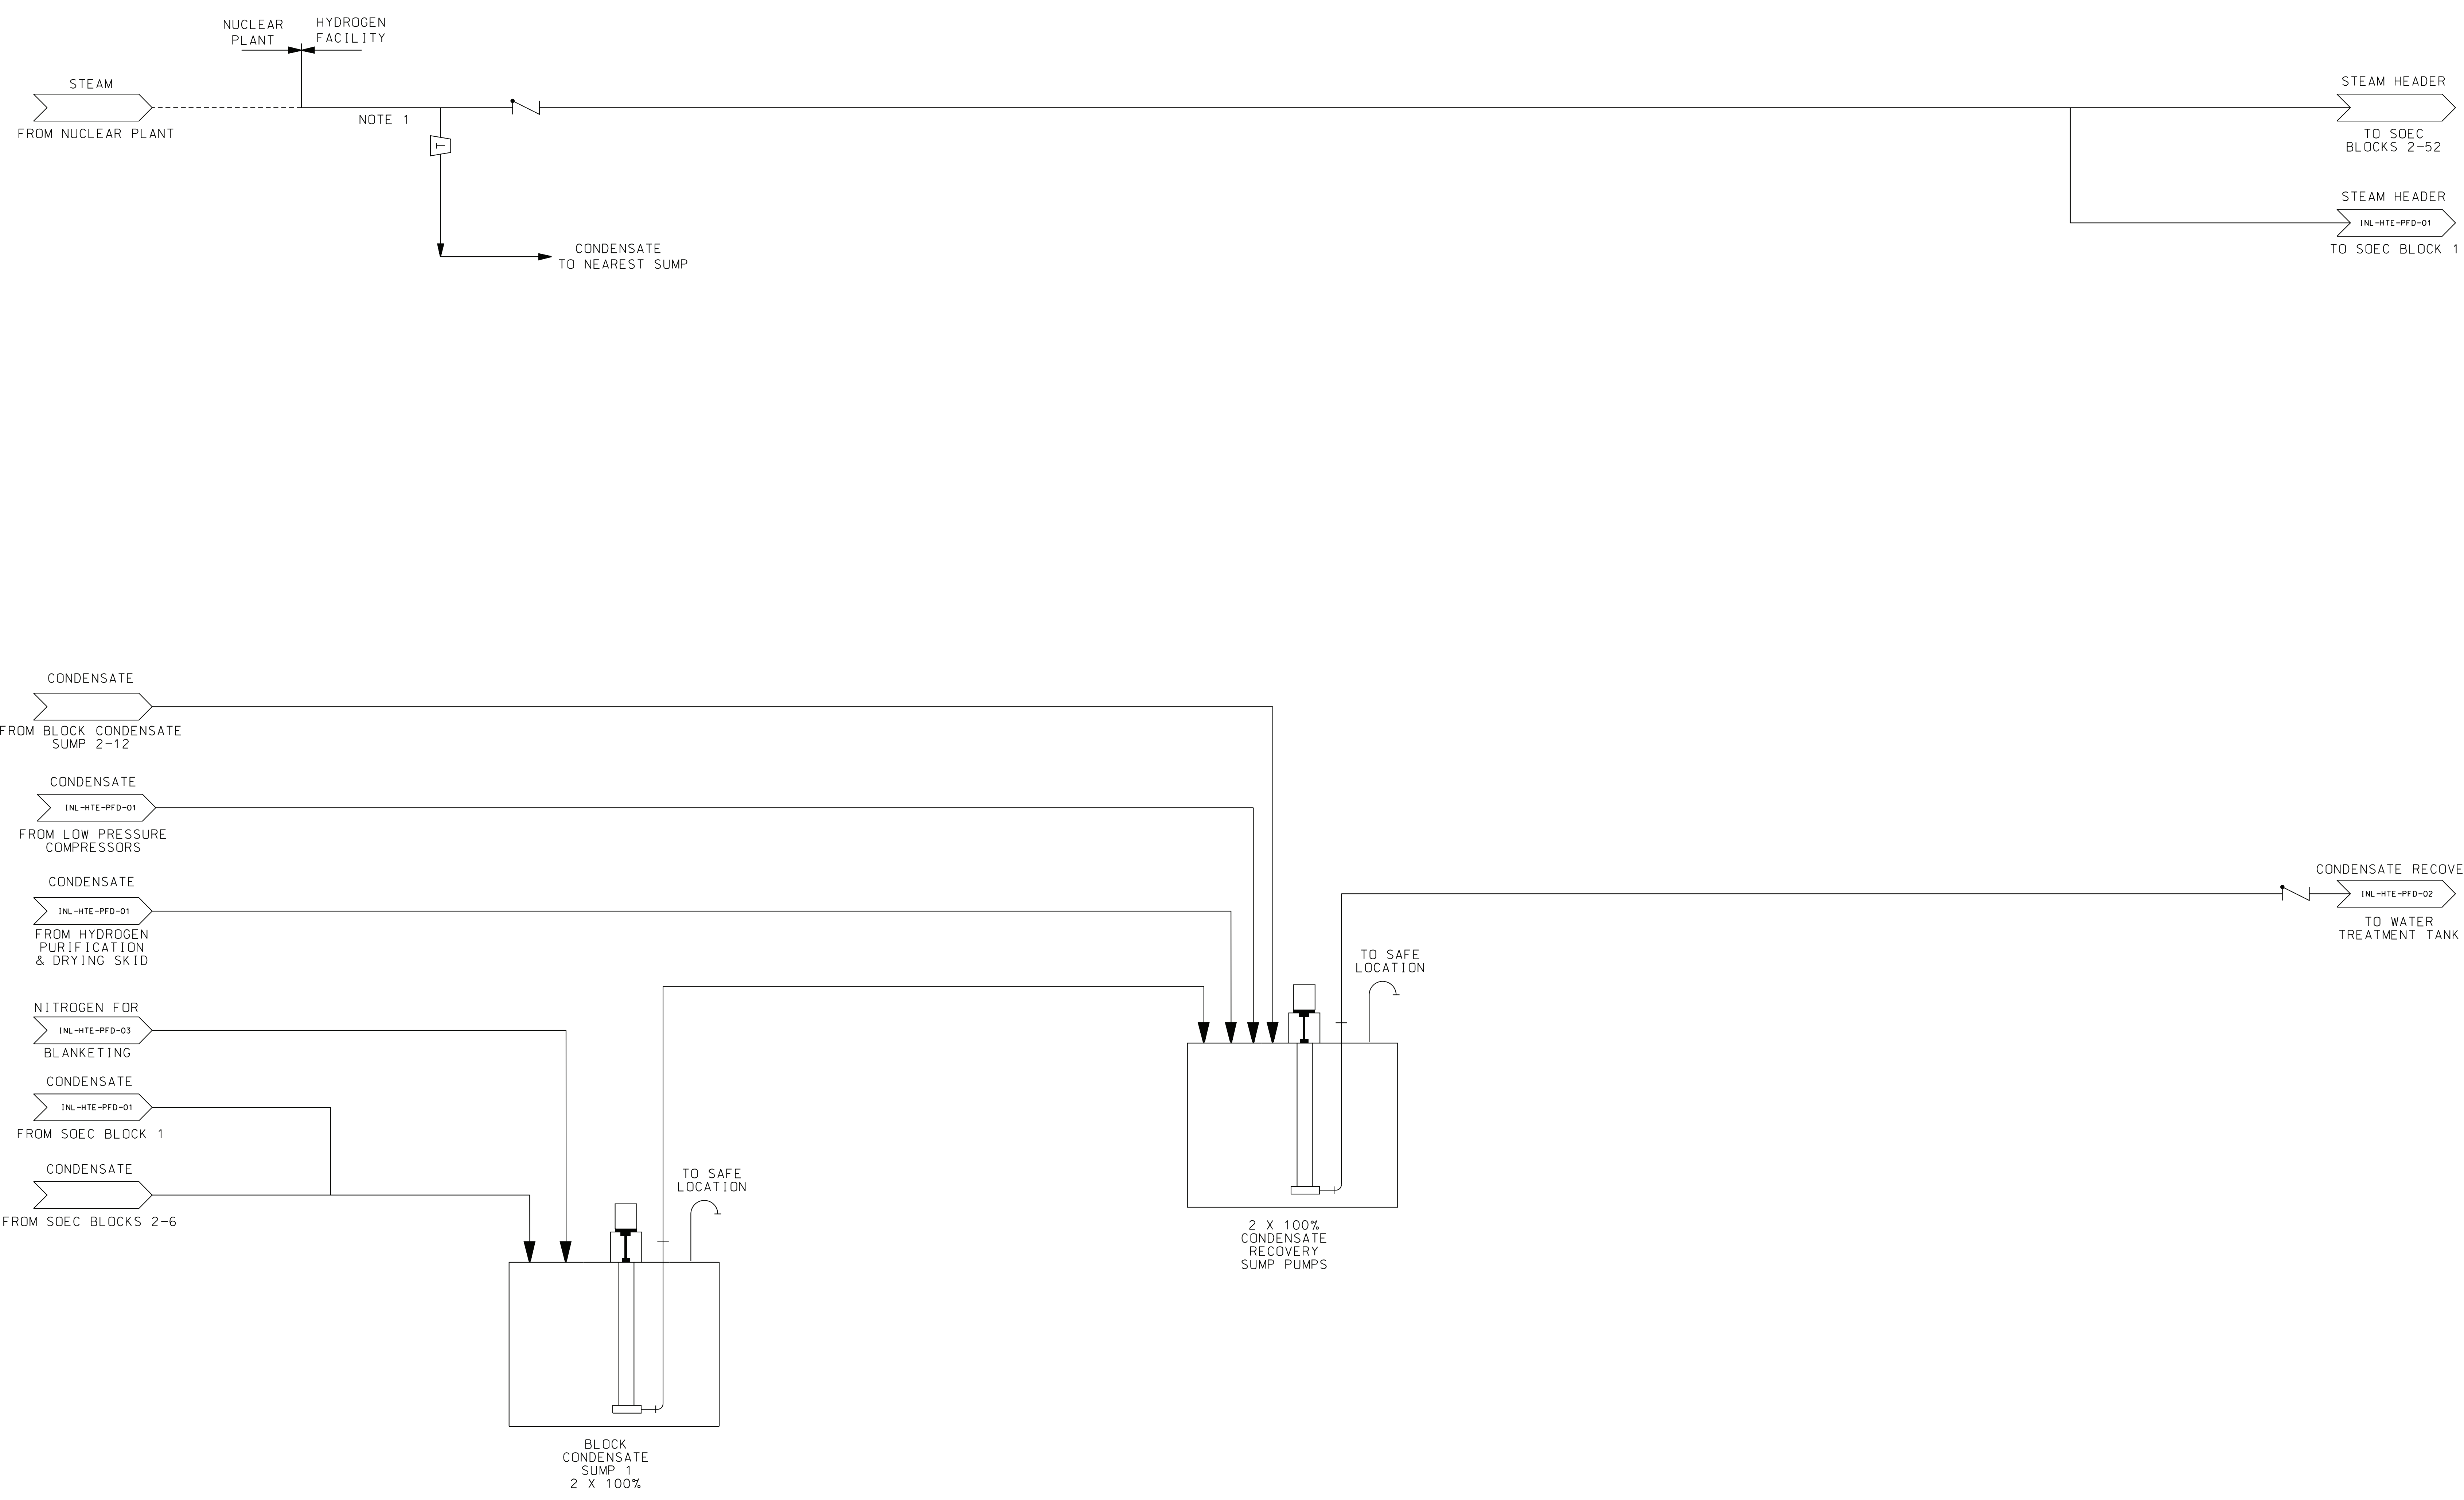 NUCLEAR
PLANT
HYDROGEN
FACILITY
STEAM
FROM NUCLEAR PLANT
NOTE 1
T
CONDENSATE
TO NEAREST SUMP
STEAM HEADER
TO SOEC
BLOCKS 2-52
STEAM HEADER
INL-HTE-PFD-01
TO SOEC BLOCK 1
CONDENSATE
FROM BLOCK CONDENSATE
SUMP 2-12
CONDENSATE
INL-HTE-PFD-01
FROM LOW PRESSURE
COMPRESSORS
CONDENSATE
INL-HTE-PFD-01
FROM HYDROGEN
PURIFICATION
& DRYING SKID
NITROGEN FOR
INL-HTE-PFD-03
BLANKETING
CONDENSATE
INL-HTE-PFD-01
FROM SOEC BLOCK 1
CONDENSATE
FROM SOEC BLOCKS 2-6
TO SAFE
LOCATION
BLOCK
CONDENSATE
SUMP 1
2 X 100%
TO SAFE
LOCATION
2 X 100%
CONDENSATE
RECOVERY
SUMP PUMPS
CONDENSATE RECOVE
INL-HTE-PFD-02
TO WATER
TREATMENT TANK